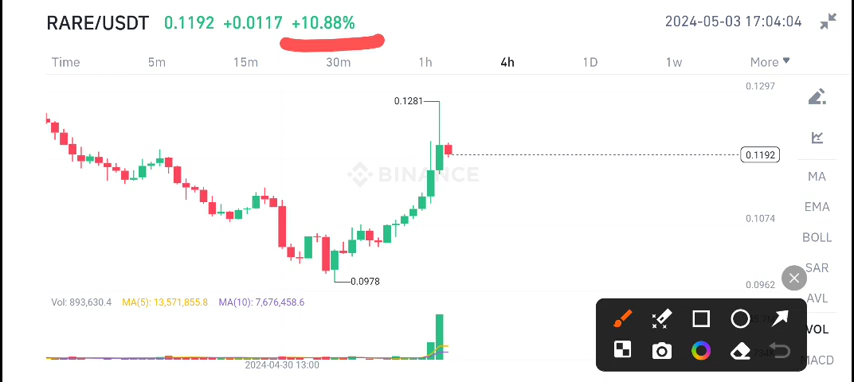 RARE/USDT 0.1192 +0.0117 +10.88% 2024-05-03 17:04:04
Time 5m 15m 30m 1h 4h 1D 1w More
0.1297
0.1281
0.1192
MA
BINANCE
EMA
0.1074
BOLL
SAR
0.0978
0.0962
AVL
Vol: 893,630.4 MA(5): 13,571,855.8 MA(10): 7,676,458.6
VOL
MACD
2024-04-30 13:00